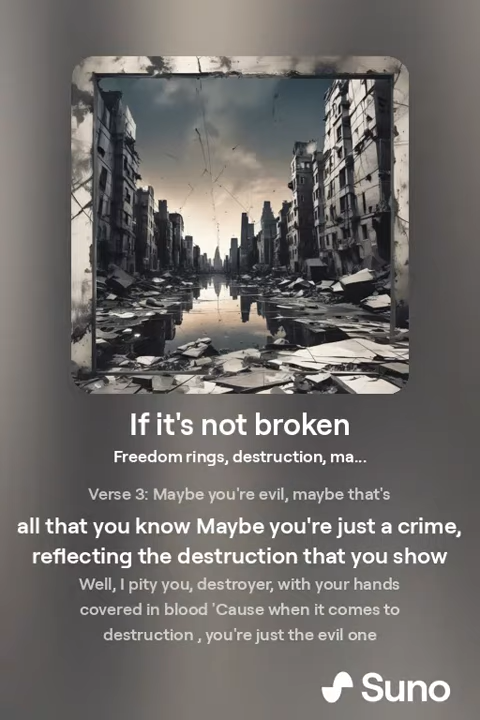 If it's not broken
Freedom rings, destruction, ma...
Verse 3: Maybe you're evil, maybe that's
all that you know Maybe you're just a crime,
reflecting the destruction that you show
Well, I pity you, destroyer, with your hands
covered in blood 'Cause when it comes to
destruction , you're just the evil one
Suno